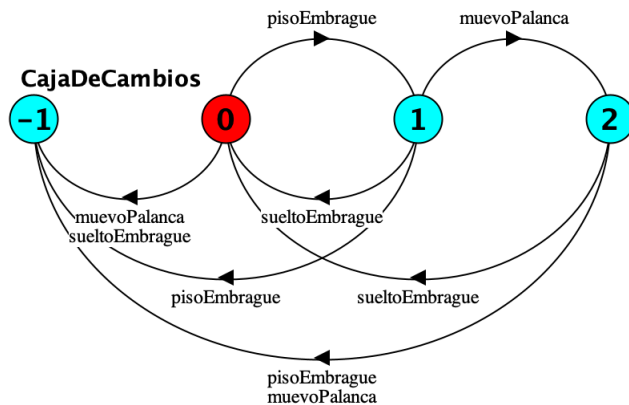 pisoEmbrague
muevoPalanca
CajaDeCambios
-1
0
1
2
muevoPalanca
sueltoEmbrague
sueltoEmbrague
pisoEmbrague
sueltoEmbrague
pisoEmbrague
muevoPalanca